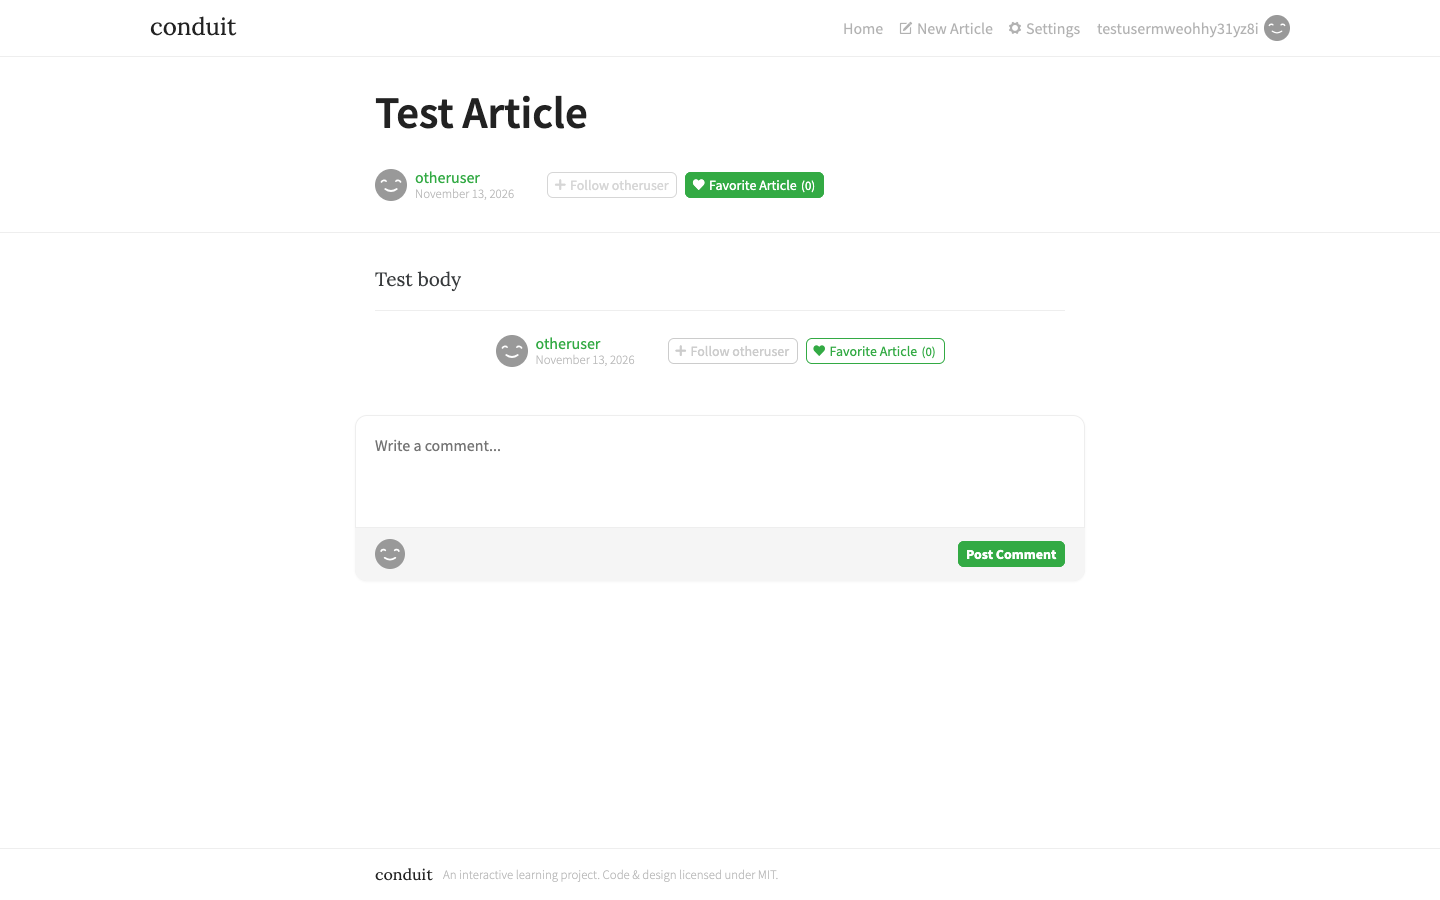 conduit
Home New Article Settings testusermweohhy31yz8i
Test Article
otheruser
November 13, 2026
Follow otheruser Favorite Article (0)
Test body
otheruser
November 13, 2026
Follow otheruser Favorite Article (0)
Write a comment...
Post Comment
conduit An interactive learning project. Code & design licensed under MIT.